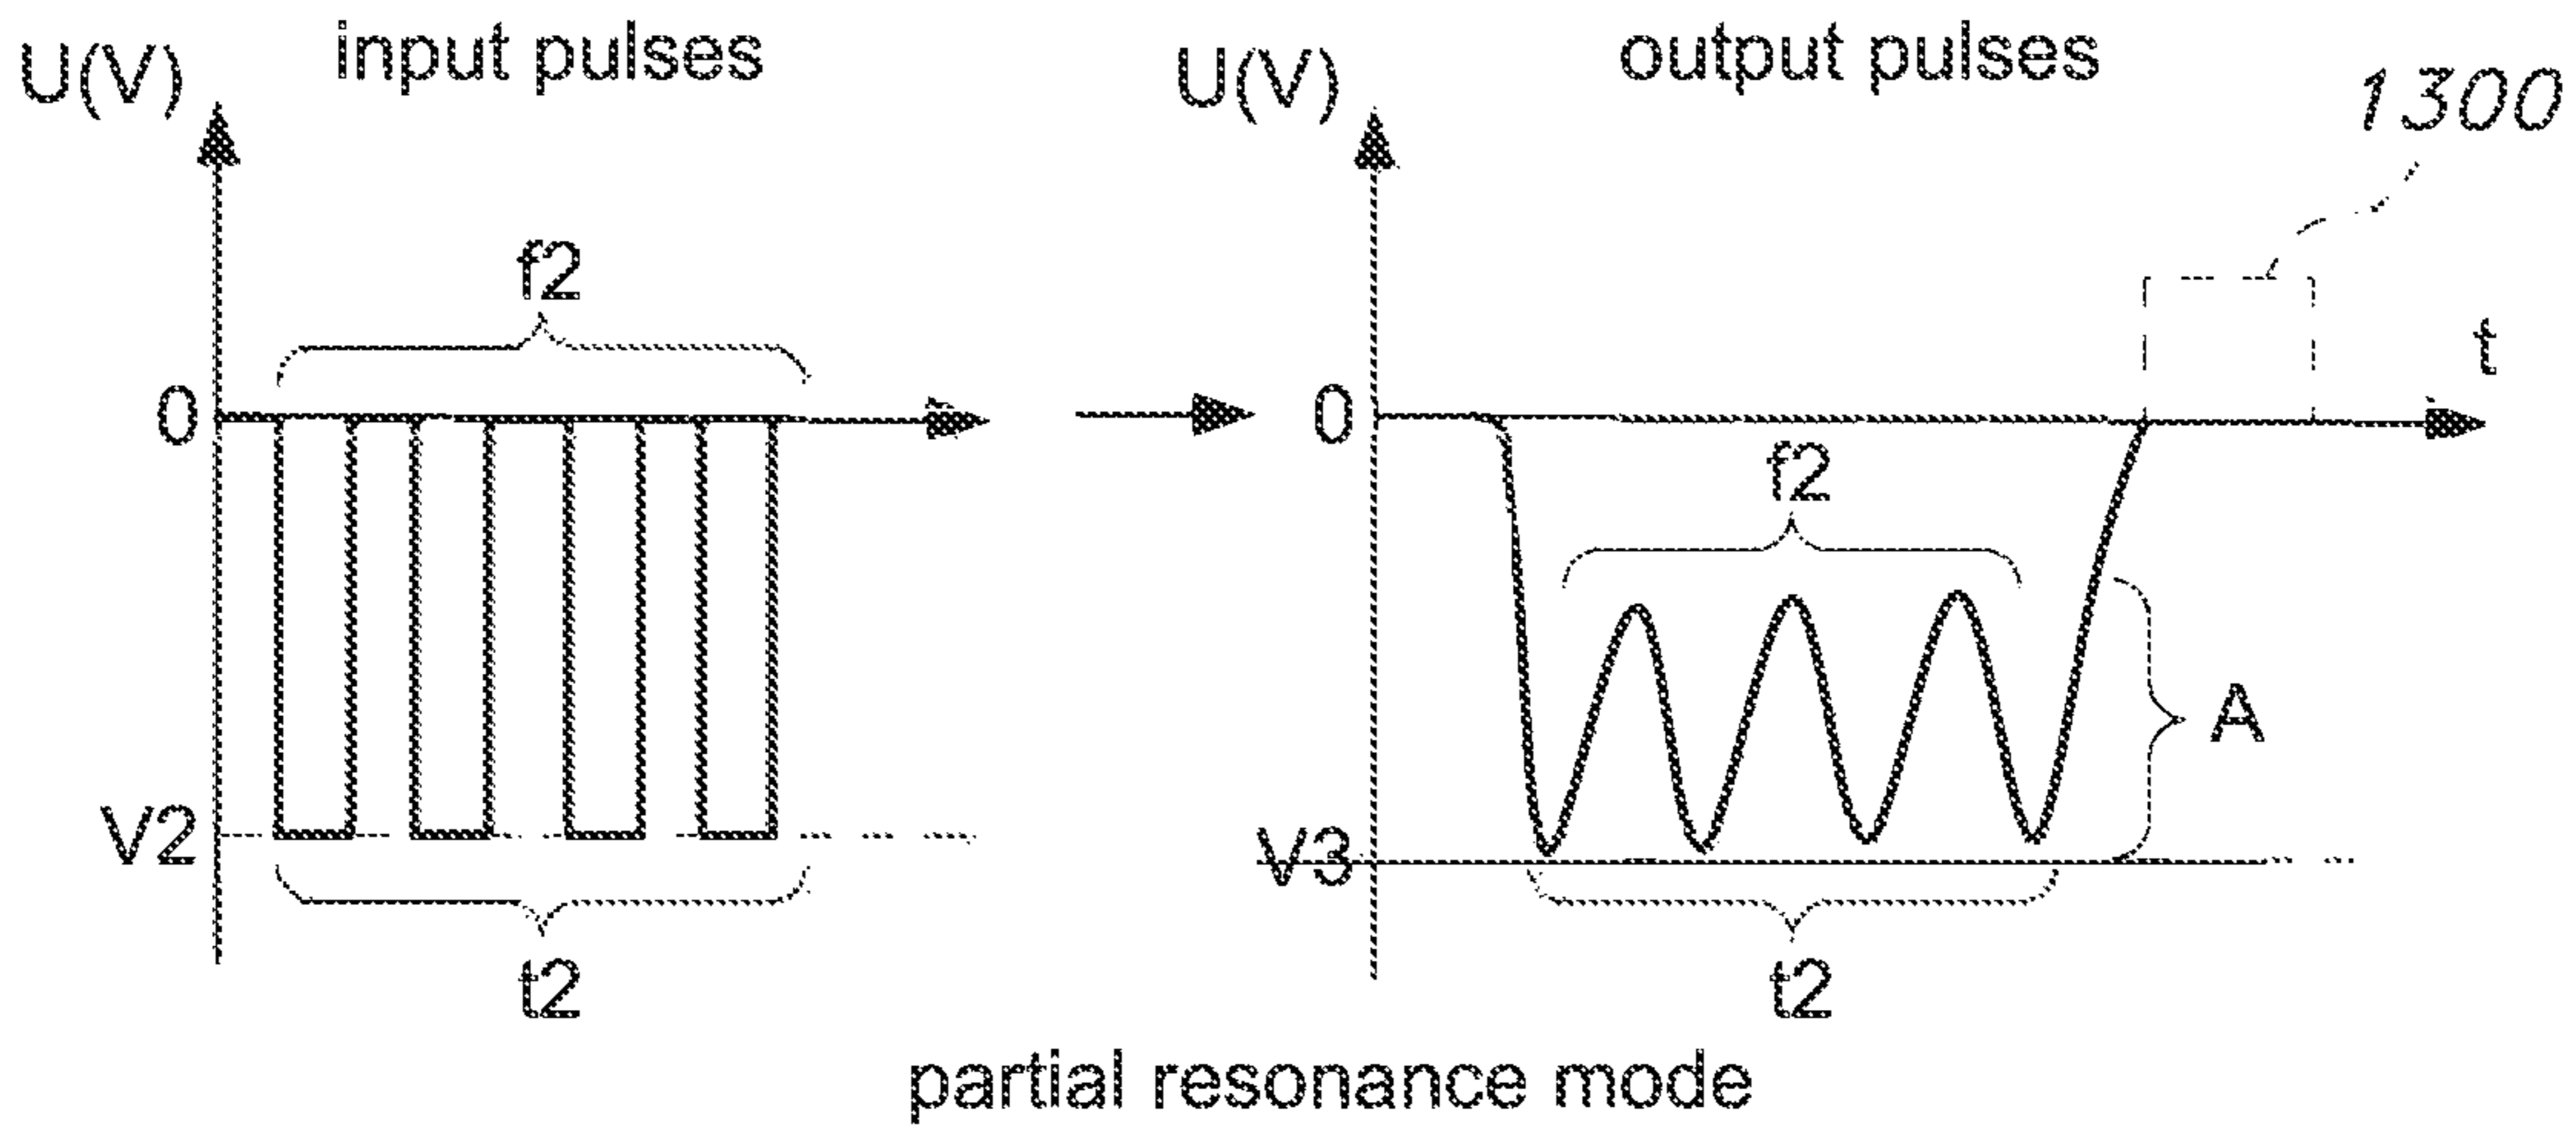 input pulses
output pulses
U(V)
U(V)
1300
f2
t
0
0
f2
A
V2
V3
t2
t2
partial resonance mode